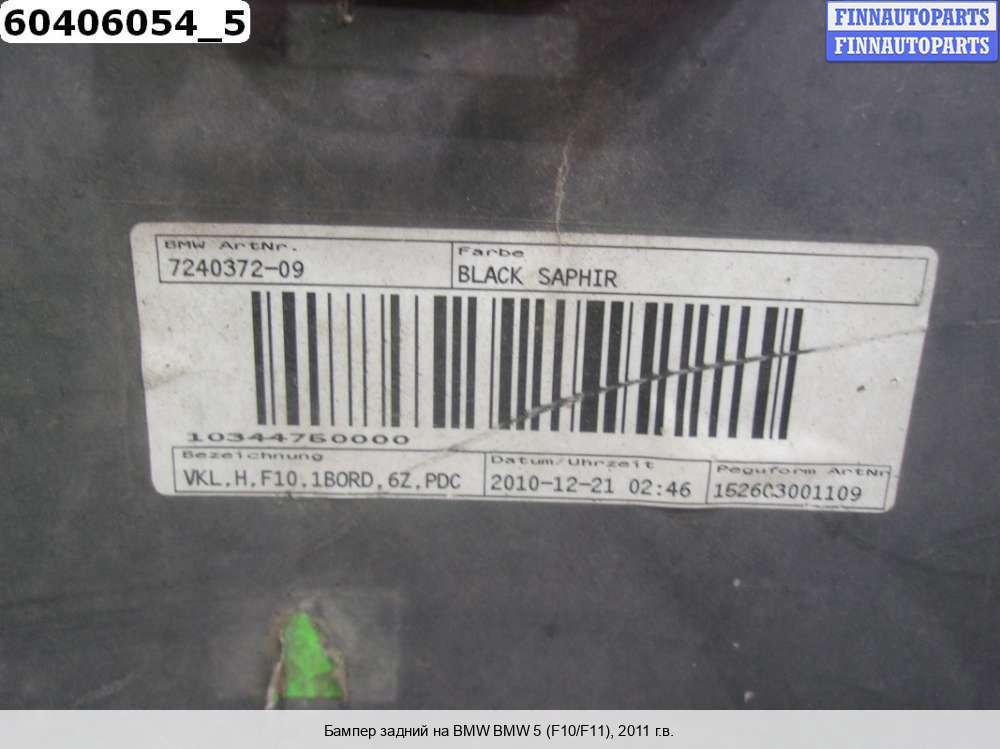 60406054_5
FINNAUTOPARTS
FINNAUTOPARTS
BMW ArtNr.
7240372-09
Farbe
BLACK SAPHIR
10344760000
Bezeichnung
VKL.H.F10.1BORD.6Z.PDC
Datum/Uhrzeit
2010-12-21 02:46
Peguform ArtNr
152603001109
Бампер задний на BMW BMW 5 (F10/F11), 2011 г.в.